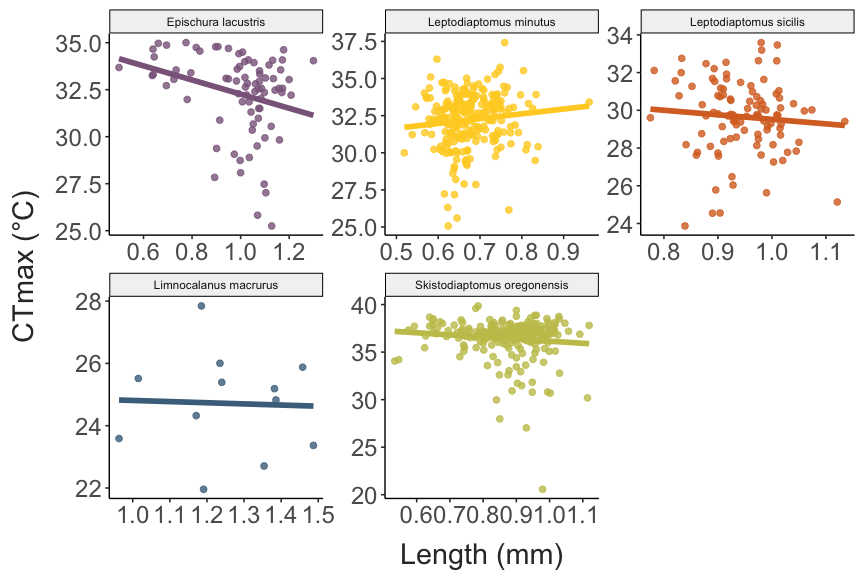 Epischura lacustris
Leptodiaptomus minutus
Leptodiaptomus sicilis
35.0
32.5
30.0
27.5
25.0
0.6 0.8 1.0 1.2
37.5
35.0
32.5
30.0
27.5
25.0
0.5 0.6 0.7 0.8 0.9
34
32
30
28
26
24
0.8 0.9 1.0 1.1
CTmax (°C)
Limnocalanus macrurus
Skistodiaptomus oregonensis
28
26
24
22
1.0 1.1 1.2 1.3 1.4 1.5
40
35
30
25
20
0.6 0.7 0.8 0.9 1.0 1.1
Length (mm)